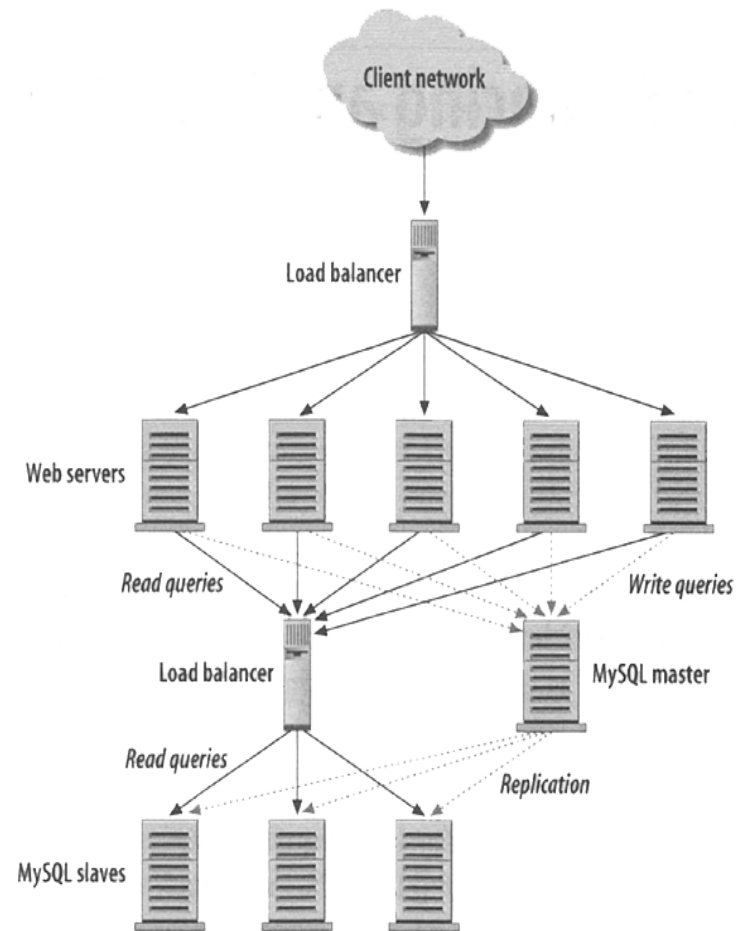 Client network
Load balancer
Web servers
Read queries
Write queries
Load balancer
MySQL master
Read queries
Replication
MySQL slaves